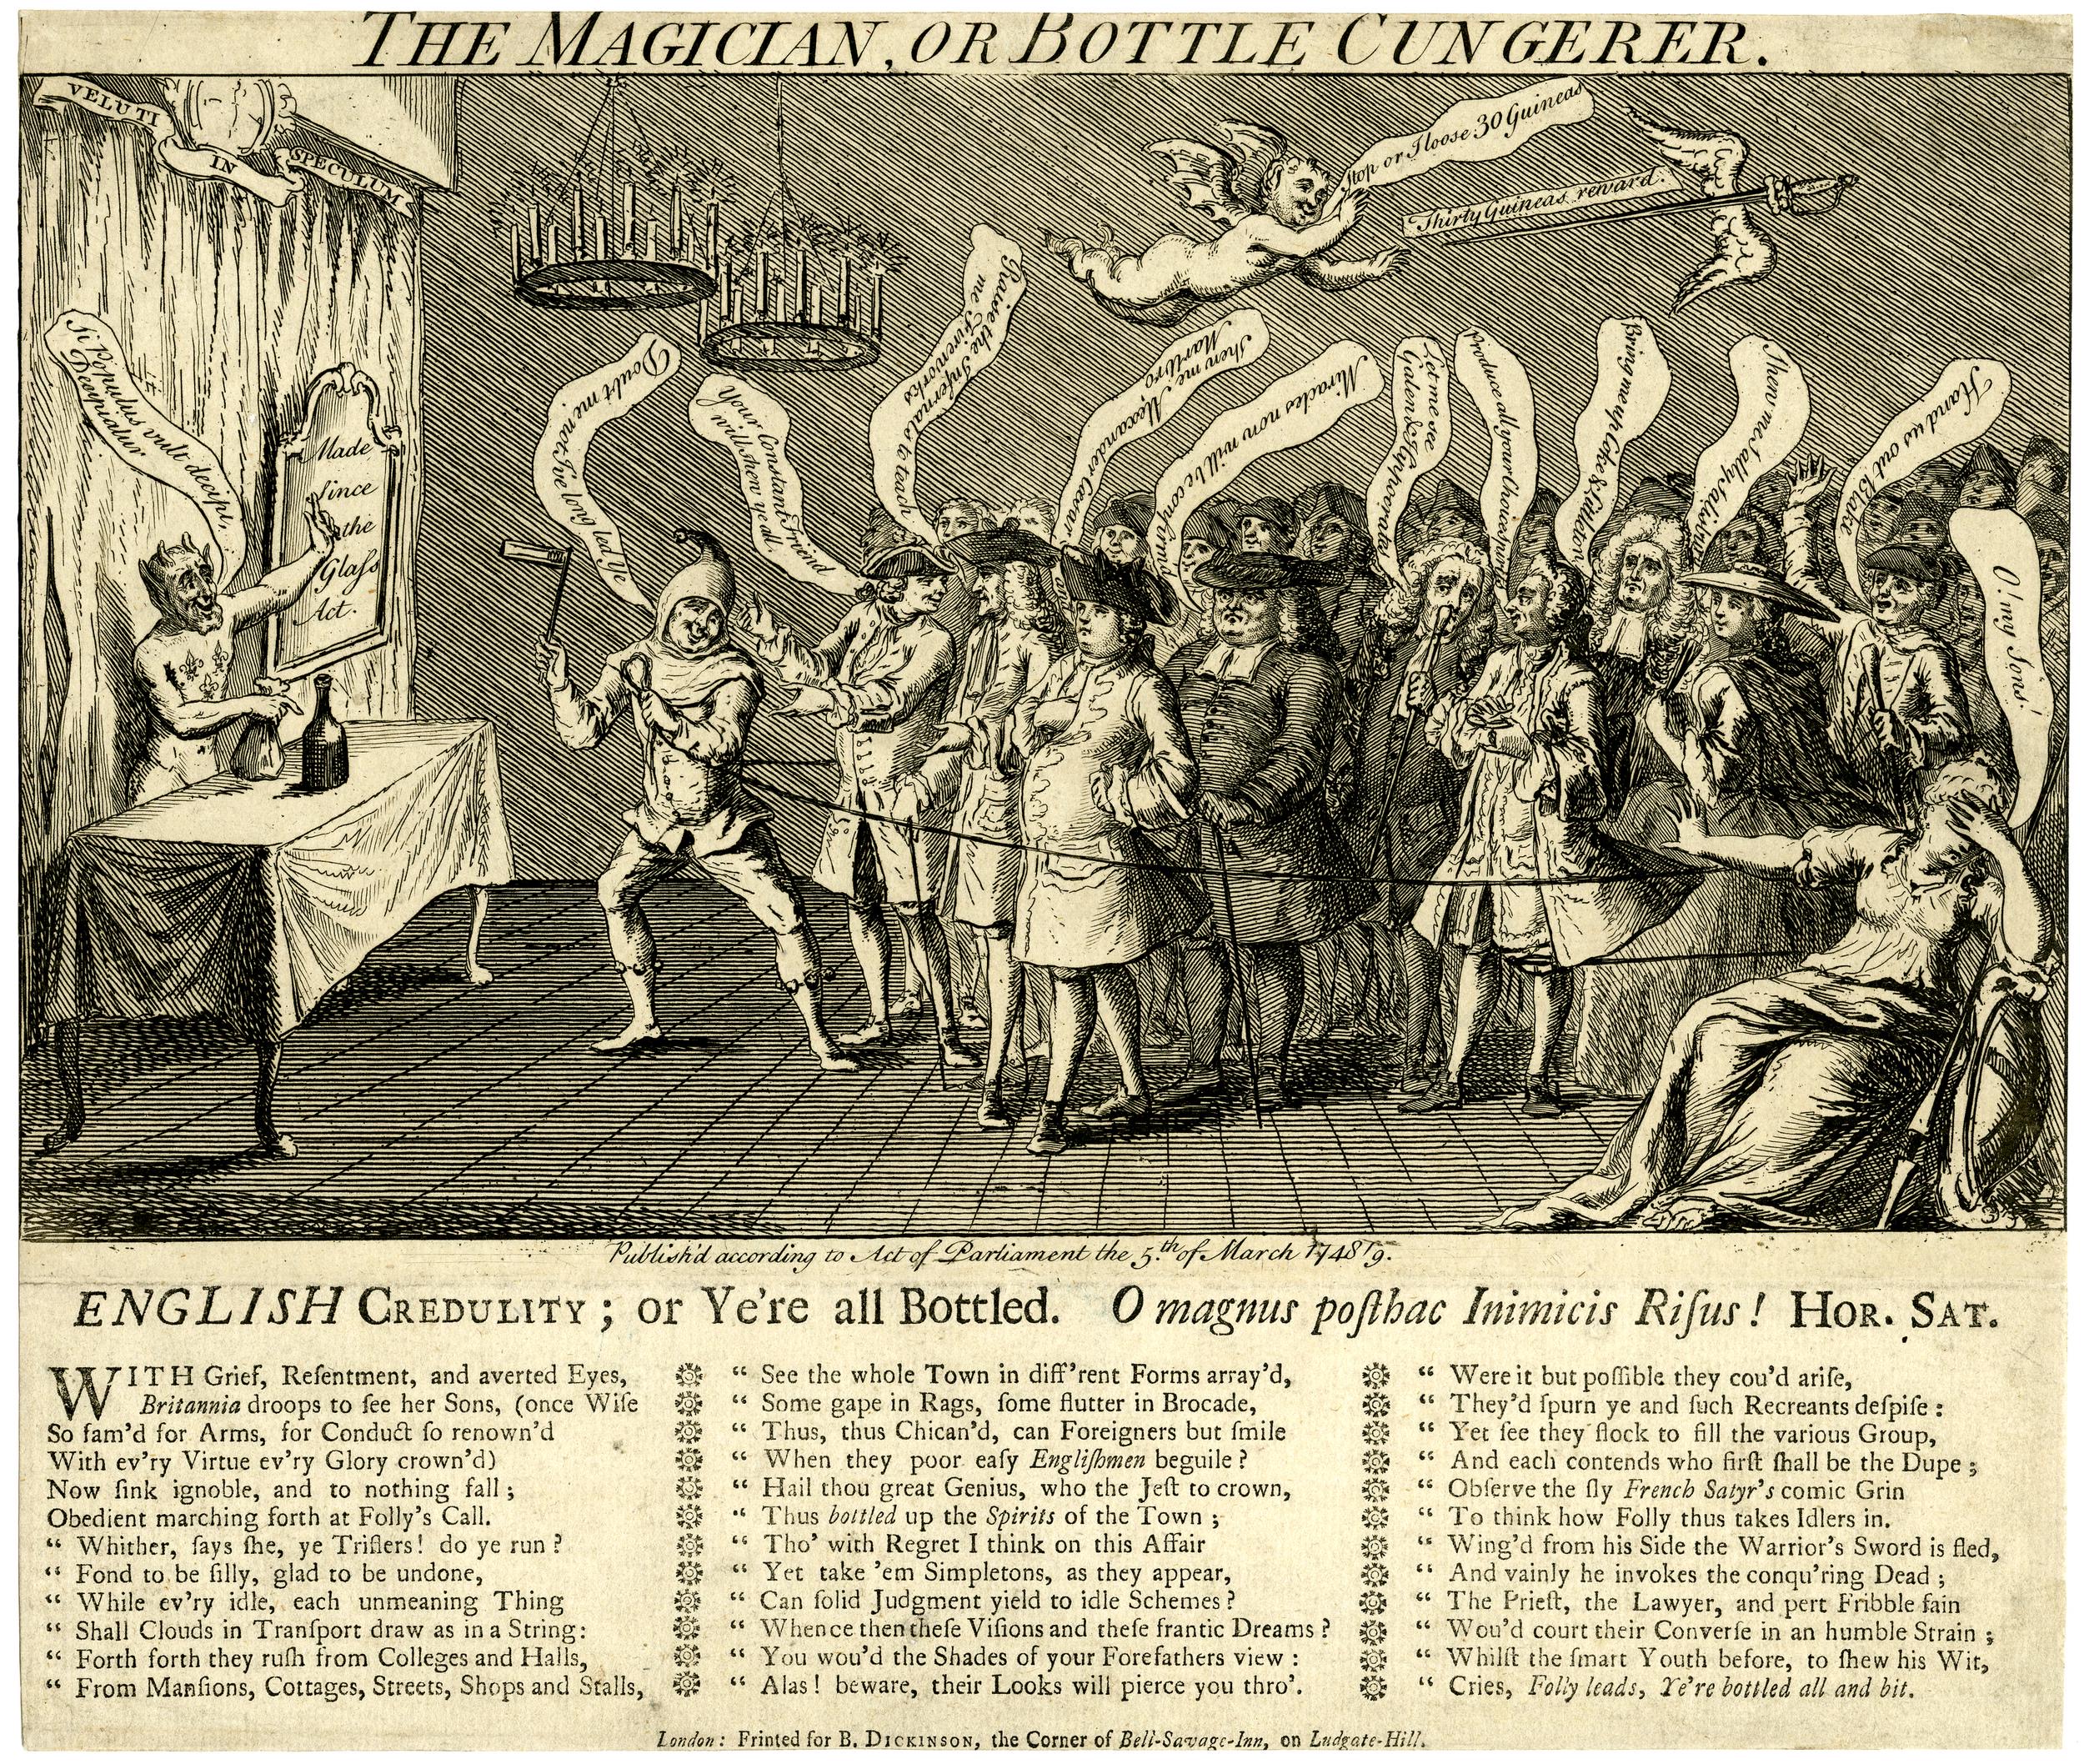 THE MAGICIAN, OR BOTTLE CUNGERER.
VELUTI
IN
SPECULUM
Stop or I loose 30 Guineas
Thirty Guineas reward.
Si Populus vult decipi,
Decipiatur
Made
Since
the
Glaſs
Act.
Doubt me not I've long led Ye
Your Constant Friend
will shew ye all
Raise the Infernals to teach
me Fireworks
Shew me Alexander Cæsar or
Marlbro
Miracles now will be confirm'd
Let me see
Galen & Hyppocrates
Produce all your Choice Spirits
Bring me up Coke & Littleton
Shew me Sally Salisbury
Hand us out Blake
O! my Sons!
Publish'd according to Act of Parliament the 5.th of March 1748/9.
ENGLISH CREDULITY; or Ye're all Bottled. O magnus poſthac Inimicis Riſus! HOR. SAT.
WITH Grief, Reſentment, and averted Eyes,
Britannia droops to ſee her Sons, (once Wiſe
So fam'd for Arms, for Conduct ſo renown'd
With ev'ry Virtue ev'ry Glory crown'd)
Now ſink ignoble, and to nothing fall;
Obedient marching forth at Folly's Call.
“ Whither, ſays ſhe, ye Triflers! do ye run?
“ Fond to be ſilly, glad to be undone,
“ While ev'ry idle, each unmeaning Thing
“ Shall Clouds in Tranſport draw as in a String:
“ Forth forth they ruſh from Colleges and Halls,
“ From Manſions, Cottages, Streets, Shops and Stalls,
“ See the whole Town in diff'rent Forms array'd,
“ Some gape in Rags, ſome flutter in Brocade,
“ Thus, thus Chican'd, can Foreigners but ſmile
“ When they poor eaſy Engliſhmen beguile?
“ Hail thou great Genius, who the Jeſt to crown,
“ Thus bottled up the Spirits of the Town;
“ Tho' with Regret I think on this Affair
“ Yet take 'em Simpletons, as they appear,
“ Can ſolid Judgment yield to idle Schemes?
“ Whence then theſe Viſions and theſe frantic Dreams?
“ You wou'd the Shades of your Forefathers view:
“ Alas! beware, their Looks will pierce you thro'.
“ Were it but poſſible they cou'd ariſe,
“ They'd ſpurn ye and ſuch Recreants deſpiſe:
“ Yet ſee they flock to fill the various Group,
“ And each contends who firſt ſhall be the Dupe;
“ Obſerve the ſly French Satyr's comic Grin
“ To think how Folly thus takes Idlers in.
“ Wing'd from his Side the Warrior's Sword is fled,
“ And vainly he invokes the conqu'ring Dead;
“ The Prieſt, the Lawyer, and pert Fribble fain
“ Wou'd court their Converſe in an humble Strain;
“ Whilſt the ſmart Youth before, to ſhew his Wit,
“ Cries, Folly leads, Ye're bottled all and bit.
London: Printed for B. DICKINSON, the Corner of Bell-Savage-Inn, on Ludgate-Hill.